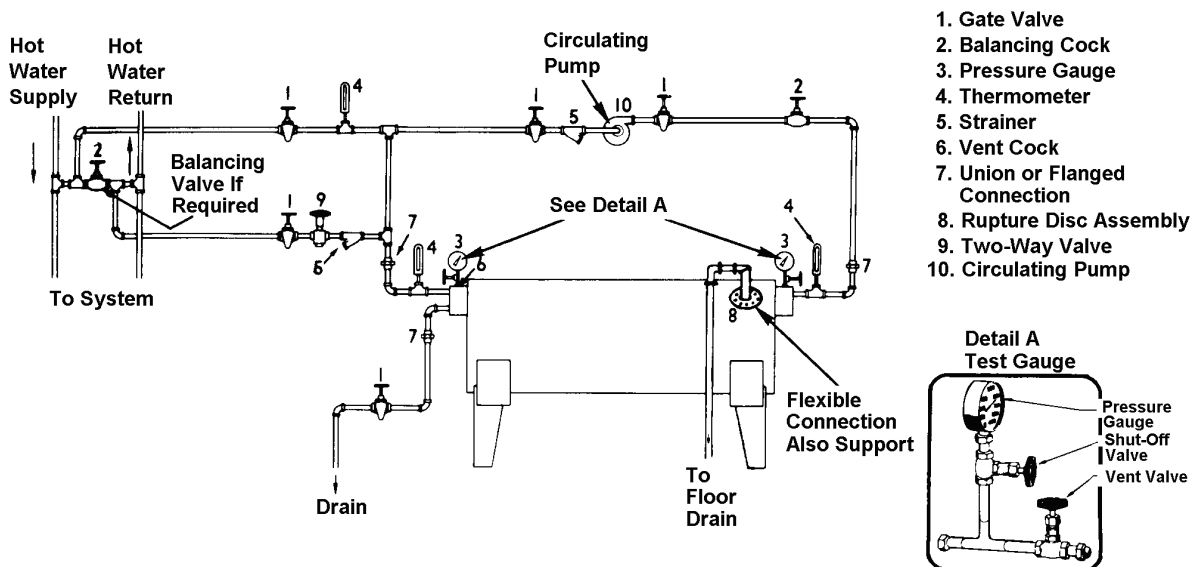 Hot
Water
Supply
Hot
Water
Return
Circulating
Pump
1. Gate Valve
2. Balancing Cock
3. Pressure Gauge
4. Thermometer
5. Strainer
6. Vent Cock
7. Union or Flanged
Connection
8. Rupture Disc Assembly
9. Two-Way Valve
10. Circulating Pump
1
4
1
5
10
1
2
2
Balancing
Valve If
Required
1
9
5
7
See Detail A
4
3
6
3
4
7
To System
7
8
1
Flexible
Connection
Also Support
Drain
To
Floor
Drain
Detail A
Test Gauge
Pressure
Gauge
Shut-Off
Valve
Vent Valve